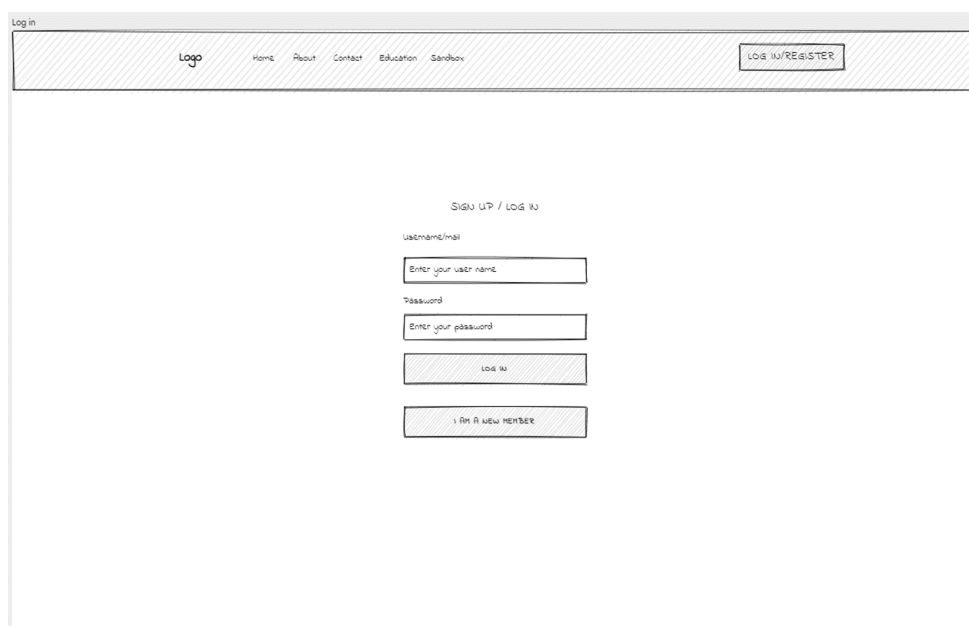 Log in
Logo Home About Contact Education Sandbox LOG IN/REGISTER
SIGN UP / LOG IN
Username/mail
Enter your user name
Password
Enter your password
LOG IN
I AM A NEW MEMBER